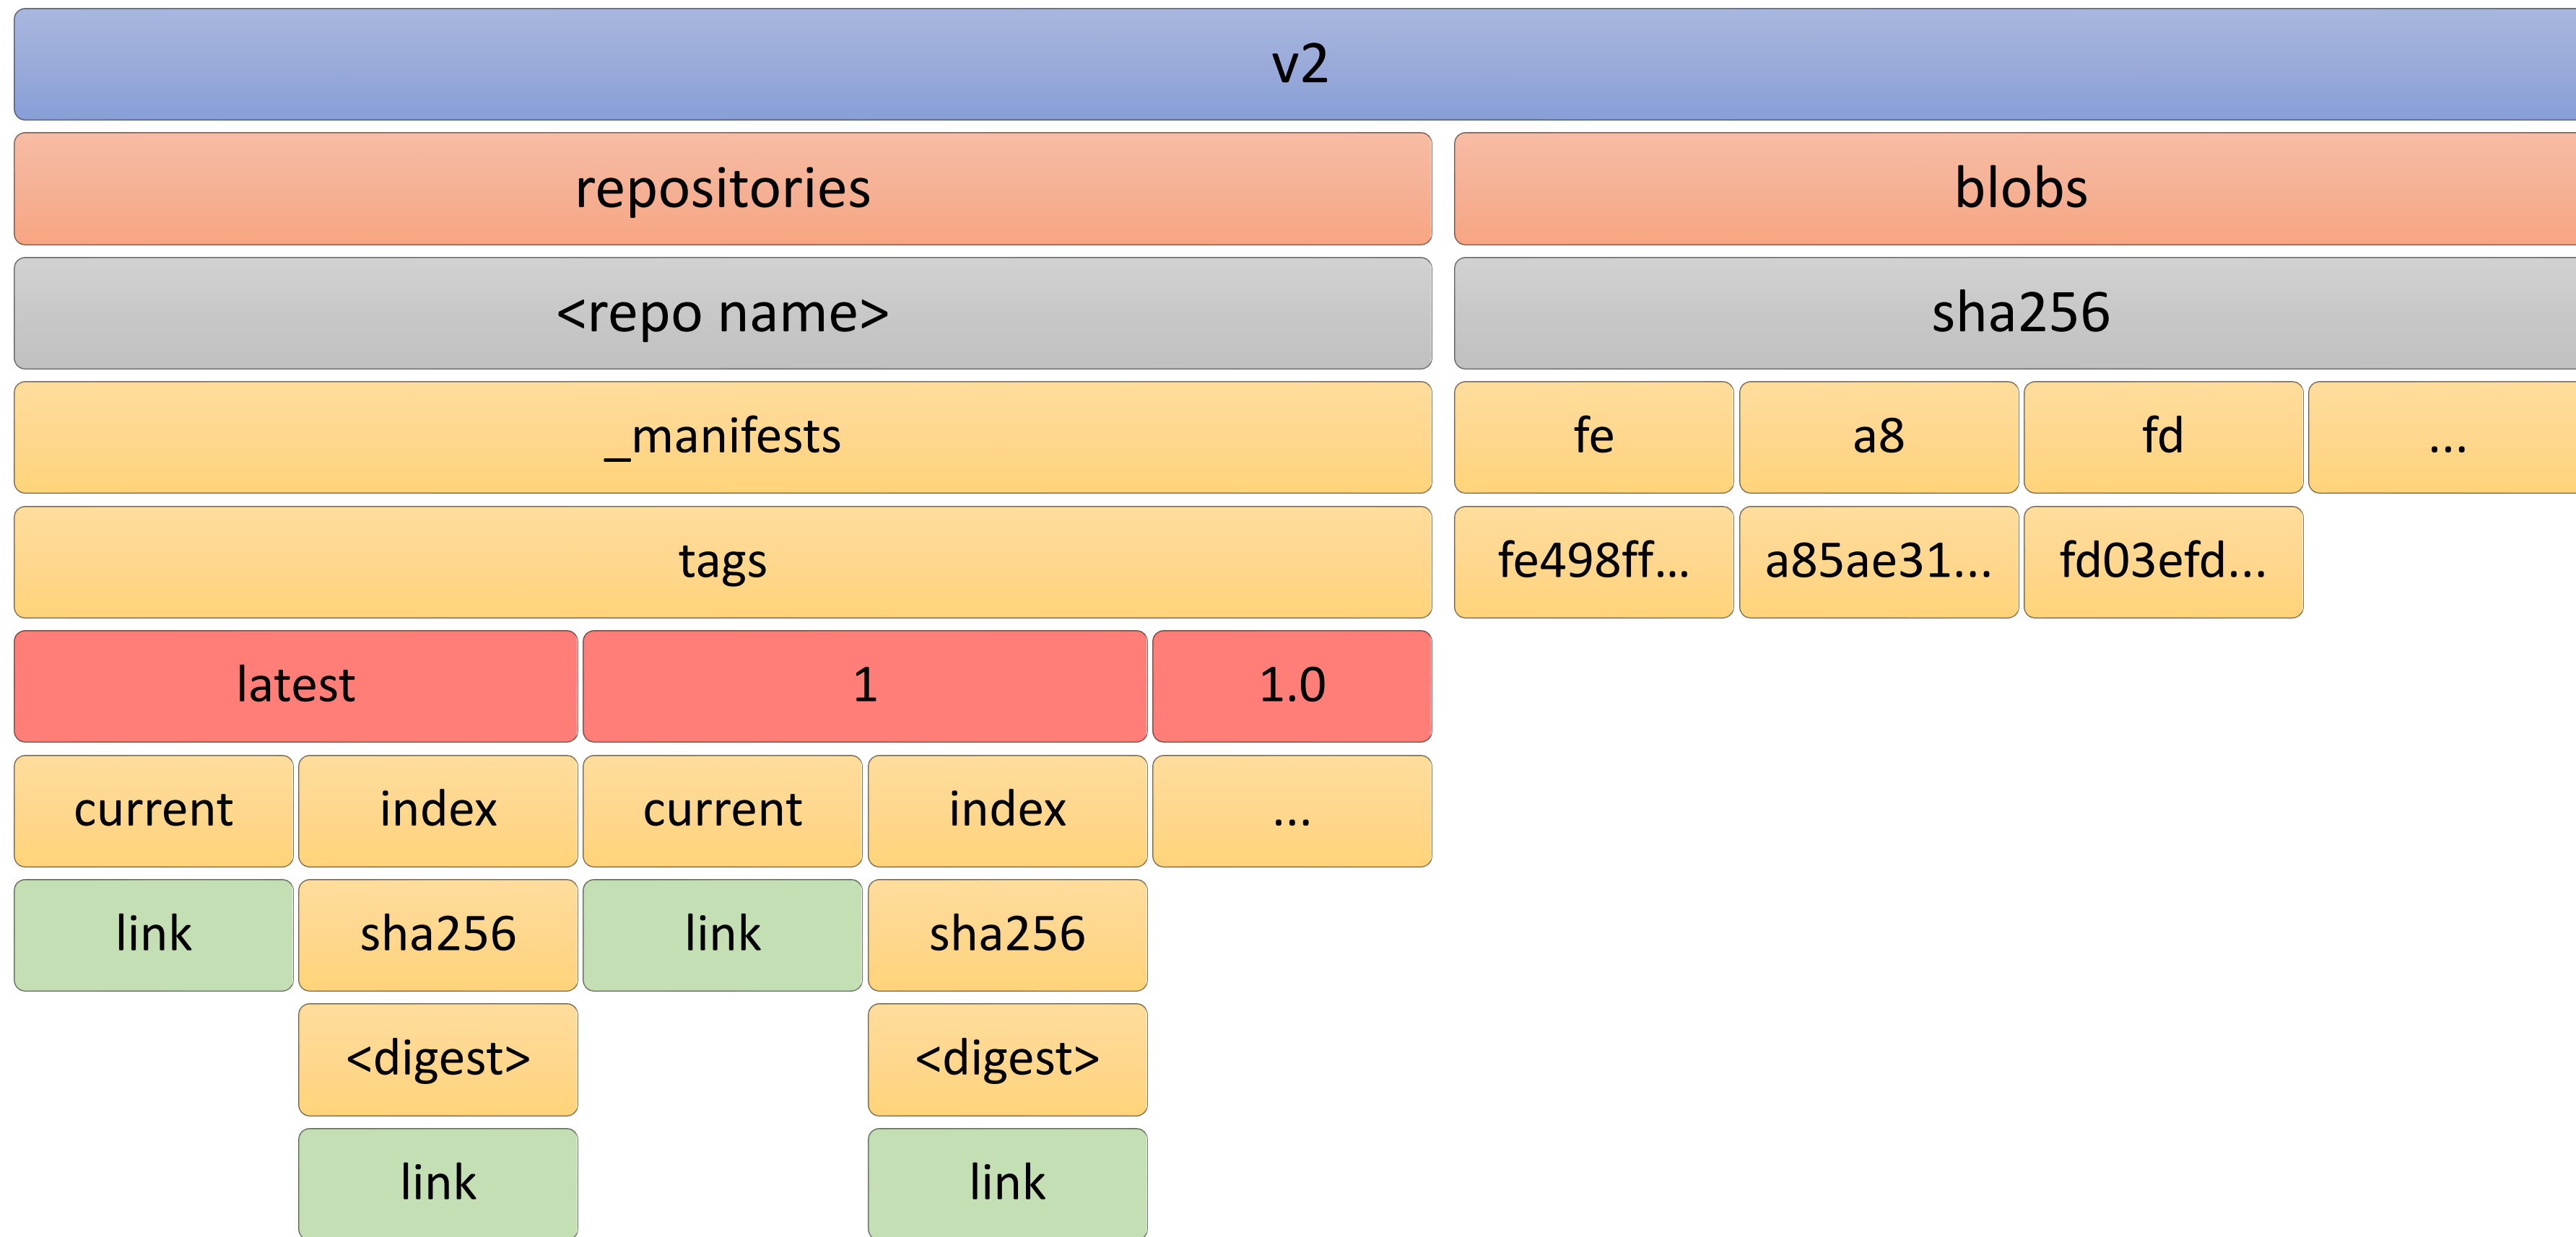 v2
repositories blobs
<repo name> sha256
_manifests fe a8 fd ...
tags fe498ff... a85ae31... fd03efd...
latest 1 1.0
current index current index ...
link sha256 link sha256
<digest> <digest>
link link